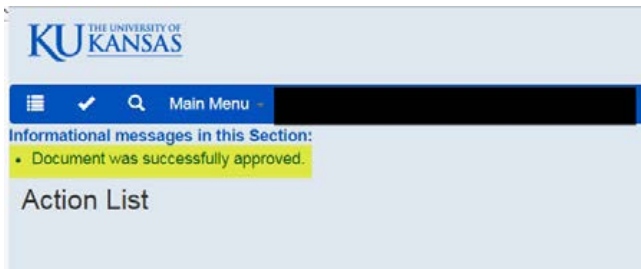 KU THE UNIVERSITY OF
KANSAS
Main Menu
Informational messages in this Section:
• Document was successfully approved.
Action List